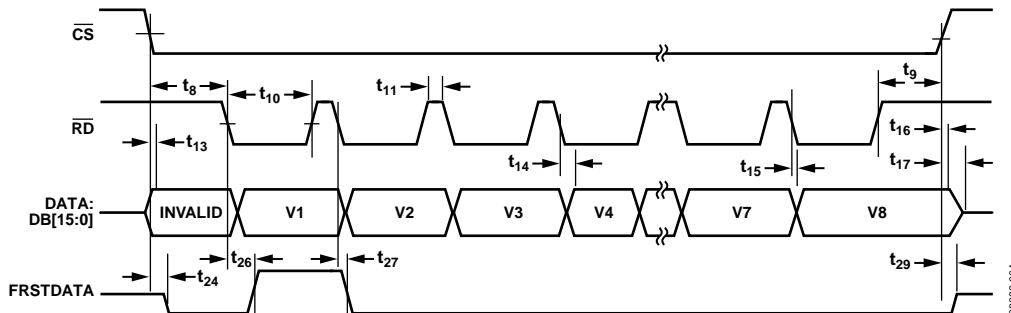 CS
t8
t10
t11
t9
RD
t13
t14
t15
t16
t17
DATA:
DB[15:0]
INVALID
V1
V2
V3
V4
V7
V8
t24
t26
t27
t29
FRSTDATA